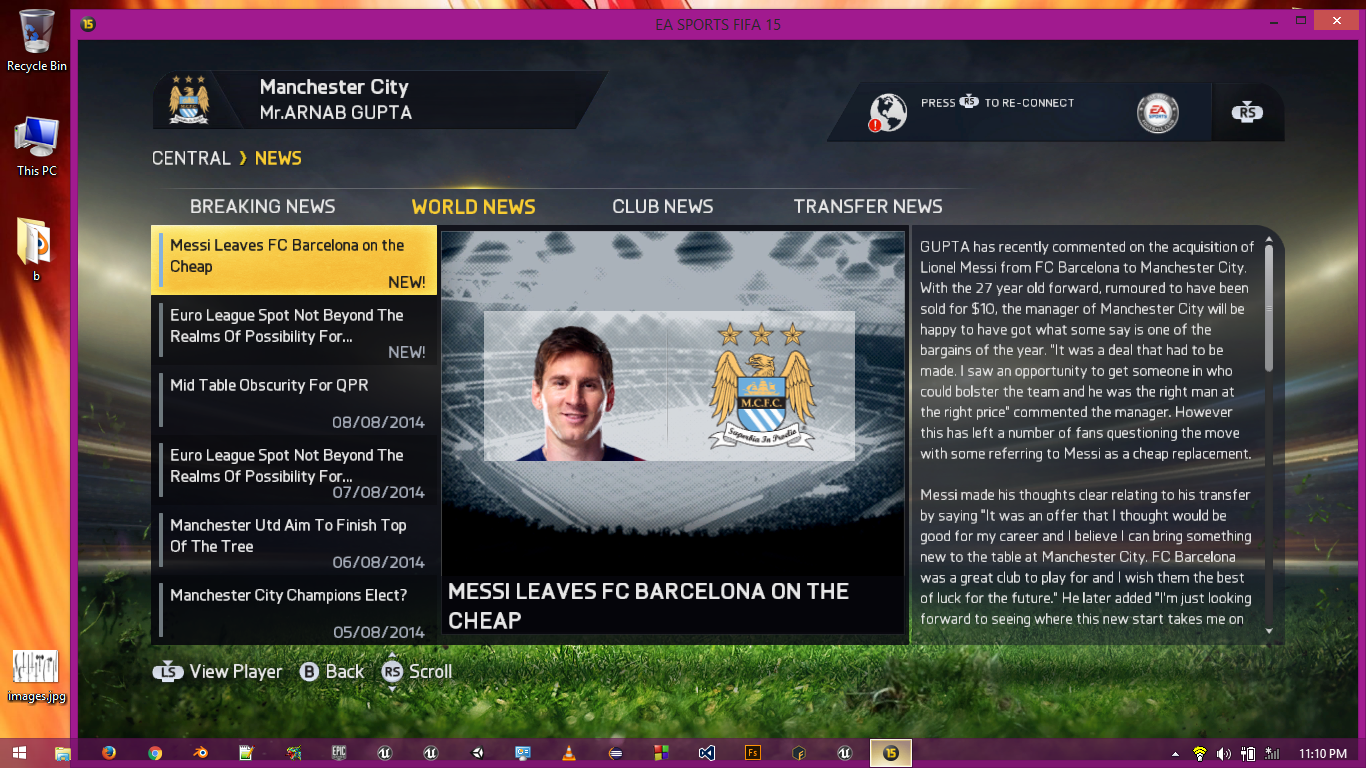 EA SPORTS FIFA 15
15
Recycle Bin
This PC
b
images.jpg
Manchester City
Mr.ARNAB GUPTA
PRESS RS TO RE-CONNECT
EA
SPORTS
RS
CENTRAL › NEWS
BREAKING NEWS
WORLD NEWS
CLUB NEWS
TRANSFER NEWS
Messi Leaves FC Barcelona on the
Cheap
NEW!
Euro League Spot Not Beyond The
Realms Of Possibility For...
NEW!
Mid Table Obscurity For QPR
08/08/2014
Euro League Spot Not Beyond The
Realms Of Possibility For...
07/08/2014
Manchester Utd Aim To Finish Top
Of The Tree
06/08/2014
Manchester City Champions Elect?
05/08/2014
M.C.F.C.
Superbia In Proelio
MESSI LEAVES FC BARCELONA ON THE
CHEAP
GUPTA has recently commented on the acquisition of
Lionel Messi from FC Barcelona to Manchester City.
With the 27 year old forward, rumoured to have been
sold for $10, the manager of Manchester City will be
happy to have got what some say is one of the
bargains of the year. "It was a deal that had to be
made. I saw an opportunity to get someone in who
could bolster the team and he was the right man at
the right price" commented the manager. However
this has left a number of fans questioning the move
with some referring to Messi as a cheap replacement.
Messi made his thoughts clear relating to his transfer
by saying "It was an offer that I thought would be
good for my career and I believe I can bring something
new to the table at Manchester City. FC Barcelona
was a great club to play for and I wish them the best
of luck for the future." He later added "I'm just looking
forward to seeing where this new start takes me on
LS View Player B Back RS Scroll
EPIC
GAMES
Fs
15
11:10 PM